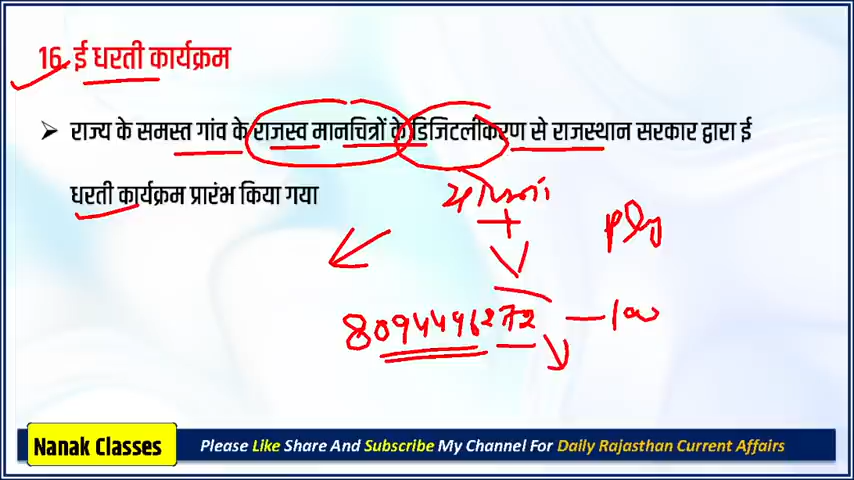 16. ई धरती कार्यक्रम
➢ राज्य के समस्त गांव के राजस्व मानचित्रों के डिजिटलीकरण से राजस्थान सरकार द्वारा ई
धरती कार्यक्रम प्रारंभ किया गया
+
Nanak Classes
Please Like Share And Subscribe My Channel For Daily Rajasthan Current Affairs